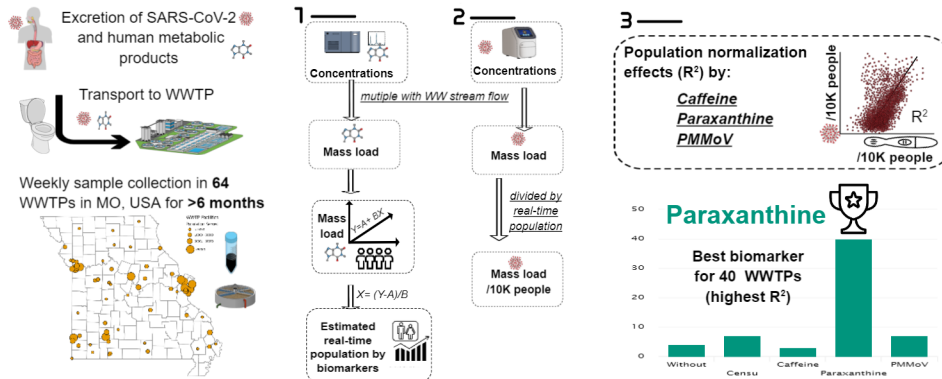 Excretion of SARS-CoV-2
and human metabolic
products
Transport to WWTP
Weekly sample collection in 64
WWTPs in MO, USA for >6 months
1
Concentrations
mutiple with WW stream flow
Mass load
Mass
load
Y=A+ BX
X= (Y-A)/B
Estimated
real-time
population by
biomarkers
2
Concentrations
Mass load
divided by
real-time
population
Mass load
/10K people
3
Population normalization
effects (R²) by:
Caffeine
Paraxanthine
PMMoV
/10K people
R²
/10K people
Paraxanthine
Best biomarker
for 40 WWTPs
(highest R²)
50
40
30
20
10
0
Without
Censu
Caffeine
Paraxanthine
PMMoV